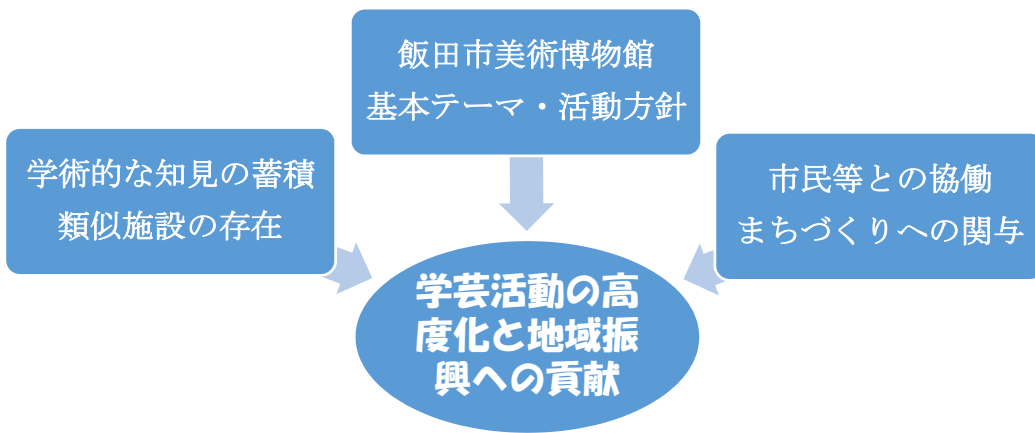 飯田市美術博物館
基本テーマ・活動方針
学術的な知見の蓄積
類似施設の存在
市民等との協働
まちづくりへの関与
学芸活動の高
度化と地域振
興への貢献